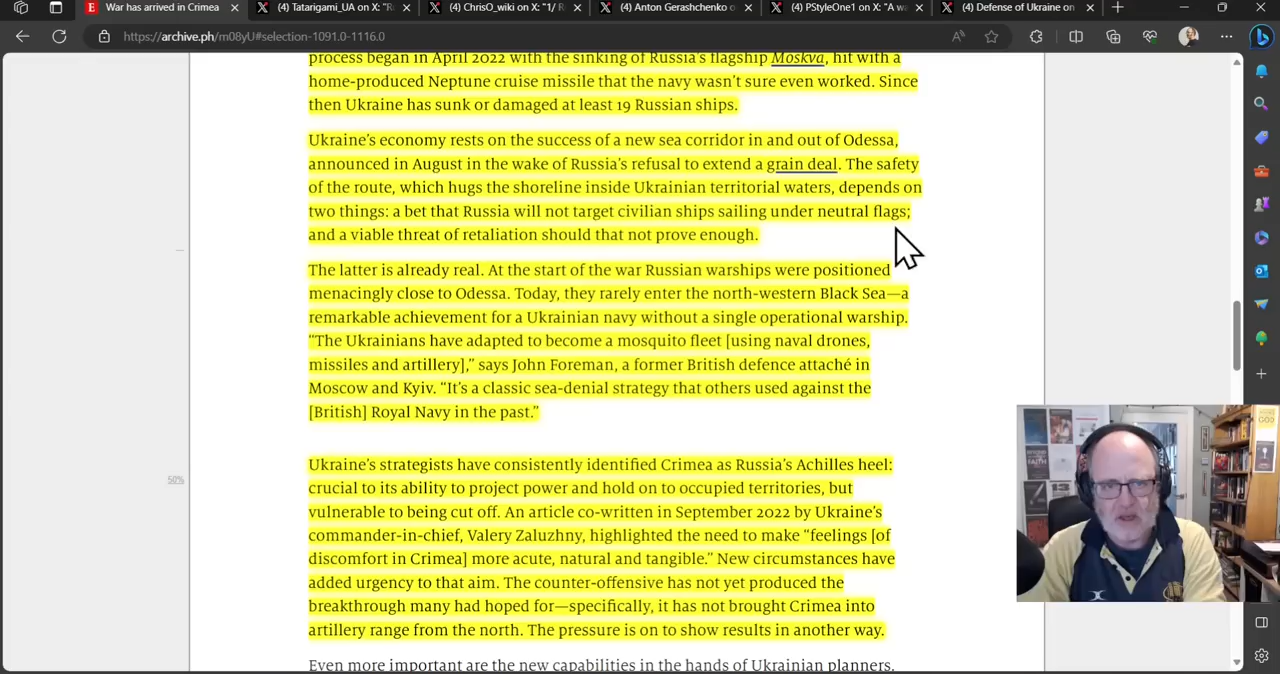 War has arrived in Crimea
(4) Tatarigami_UA on X: "R
(4) ChrisO_wiki on X: "1/ R
(4) Anton Gerashchenko o
(4) PStyleOne1 on X: "A wa
(4) Defense of Ukraine on
https://archive.ph/m08yU#selection-1091.0-1116.0
process began in April 2022 with the sinking of Russia's flagship Moskva, hit with a
home-produced Neptune cruise missile that the navy wasn't sure even worked. Since
then Ukraine has sunk or damaged at least 19 Russian ships.
Ukraine's economy rests on the success of a new sea corridor in and out of Odessa,
announced in August in the wake of Russia's refusal to extend a grain deal. The safety
of the route, which hugs the shoreline inside Ukrainian territorial waters, depends on
two things: a bet that Russia will not target civilian ships sailing under neutral flags;
and a viable threat of retaliation should that not prove enough.
The latter is already real. At the start of the war Russian warships were positioned
menacingly close to Odessa. Today, they rarely enter the north-western Black Sea—a
remarkable achievement for a Ukrainian navy without a single operational warship.
“The Ukrainians have adapted to become a mosquito fleet [using naval drones,
missiles and artillery],” says John Foreman, a former British defence attaché in
Moscow and Kyiv. “It's a classic sea-denial strategy that others used against the
[British] Royal Navy in the past.”
50%
Ukraine's strategists have consistently identified Crimea as Russia's Achilles heel:
crucial to its ability to project power and hold on to occupied territories, but
vulnerable to being cut off. An article co-written in September 2022 by Ukraine's
commander-in-chief, Valery Zaluzhny, highlighted the need to make “feelings [of
discomfort in Crimea] more acute, natural and tangible.” New circumstances have
added urgency to that aim. The counter-offensive has not yet produced the
breakthrough many had hoped for—specifically, it has not brought Crimea into
artillery range from the north. The pressure is on to show results in another way.
Even more important are the new capabilities in the hands of Ukrainian planners.